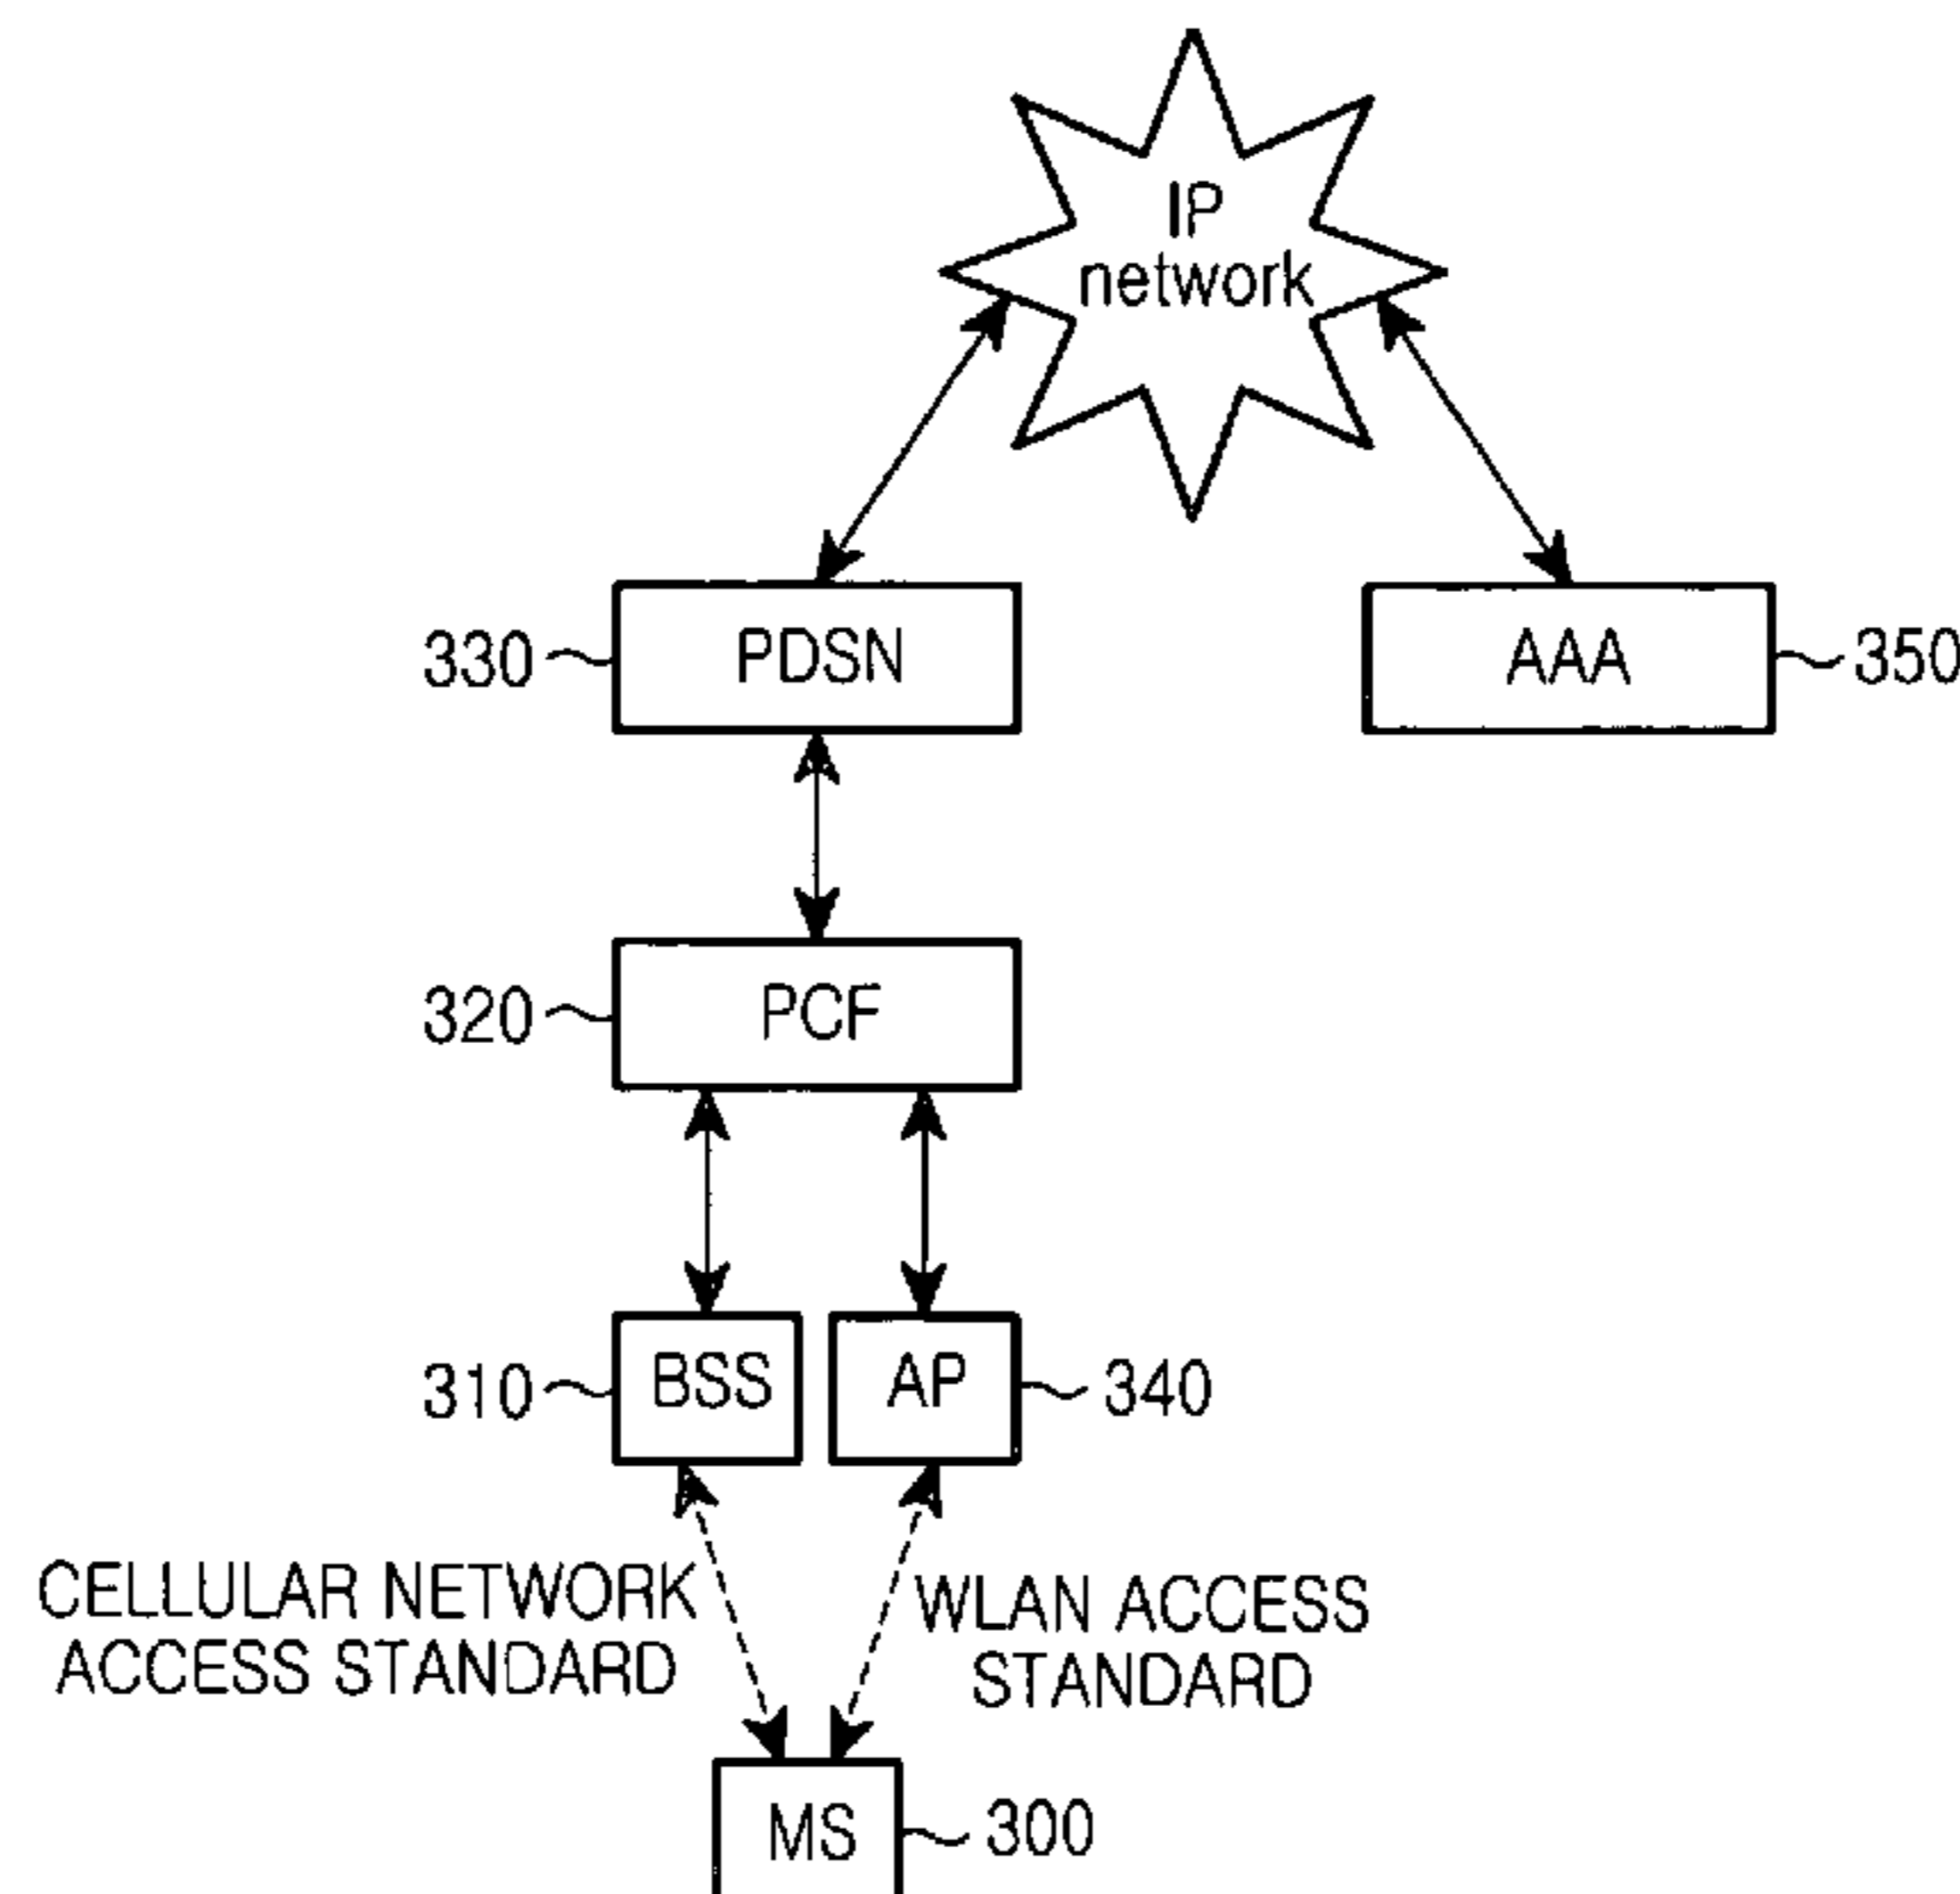 IP
network
330
PDSN
AAA
350
320
PCF
310
BSS
AP
340
CELLULAR NETWORK
ACCESS STANDARD
WLAN ACCESS
STANDARD
MS
300